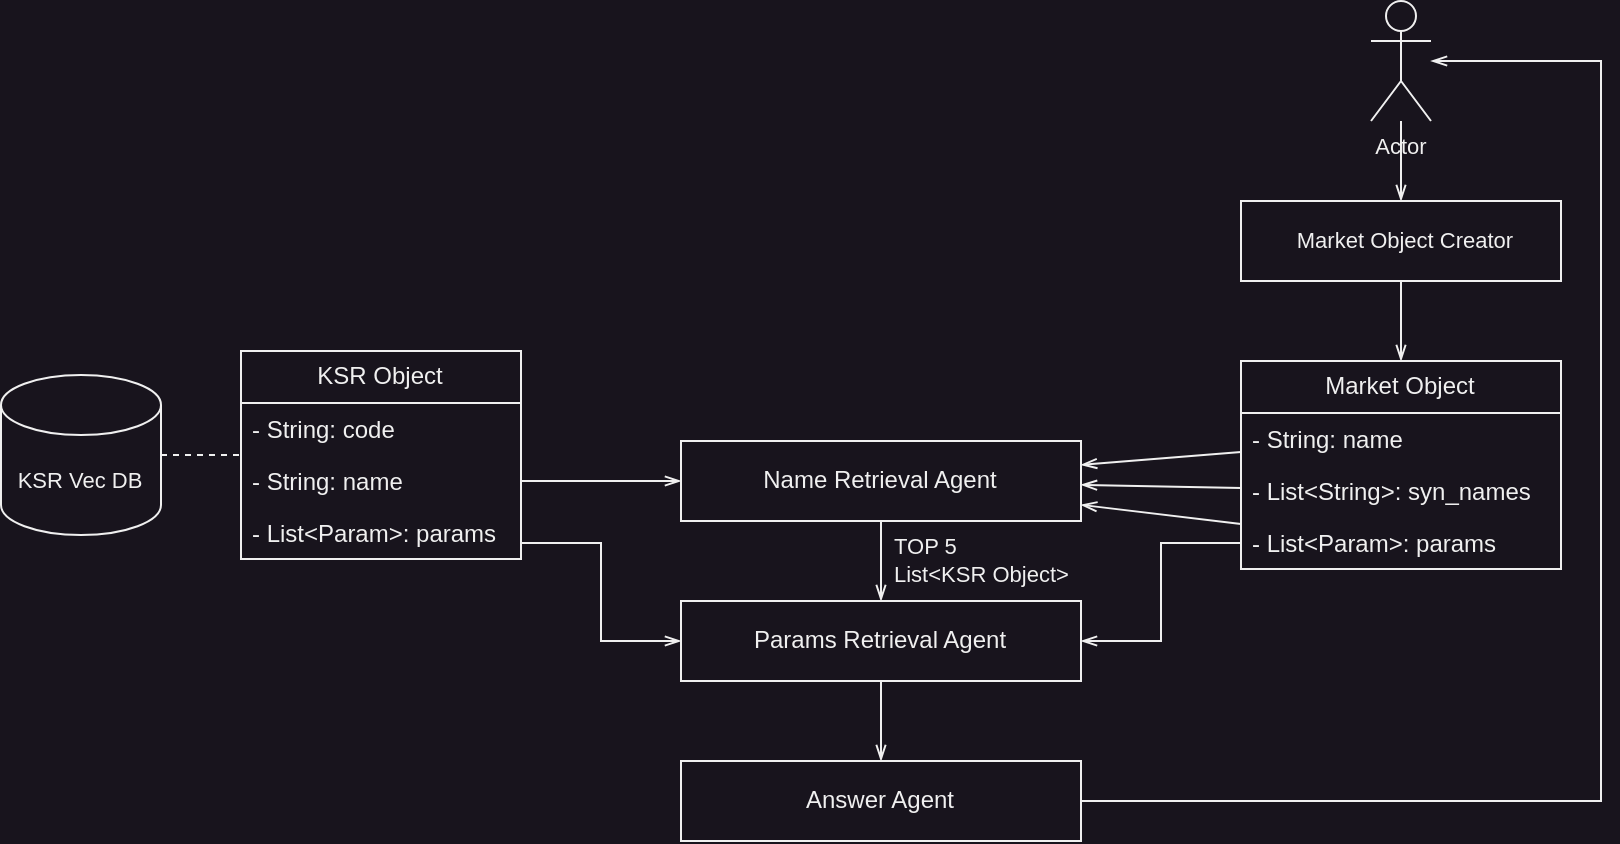 Actor
Market Object Creator
KSR Object
- String: code
- String: name
- List<Param>: params
KSR Vec DB
Market Object
- String: name
- List<String>: syn_names
- List<Param>: params
Name Retrieval Agent
TOP 5
List<KSR Object>
Params Retrieval Agent
Answer Agent